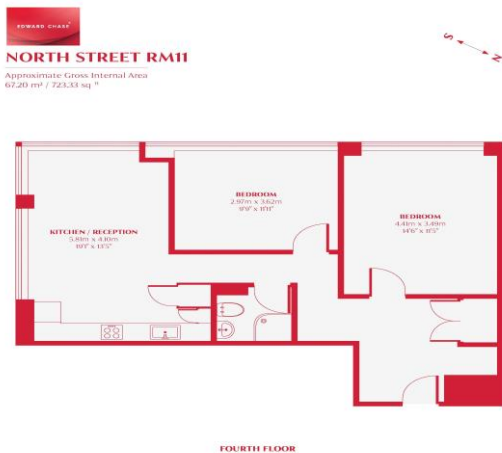 EDWARD CHASE
NORTH STREET RM11
Approximate Gross Internal Area
67.20 m² / 723.33 sq ft
S
N
BEDROOM
2.97m x 3.62m
9'9" x 11'11"
BEDROOM
4.41m x 3.49m
14'6" x 11'5"
KITCHEN / RECEPTION
5.81m x 4.10m
19'1" x 13'5"
FOURTH FLOOR